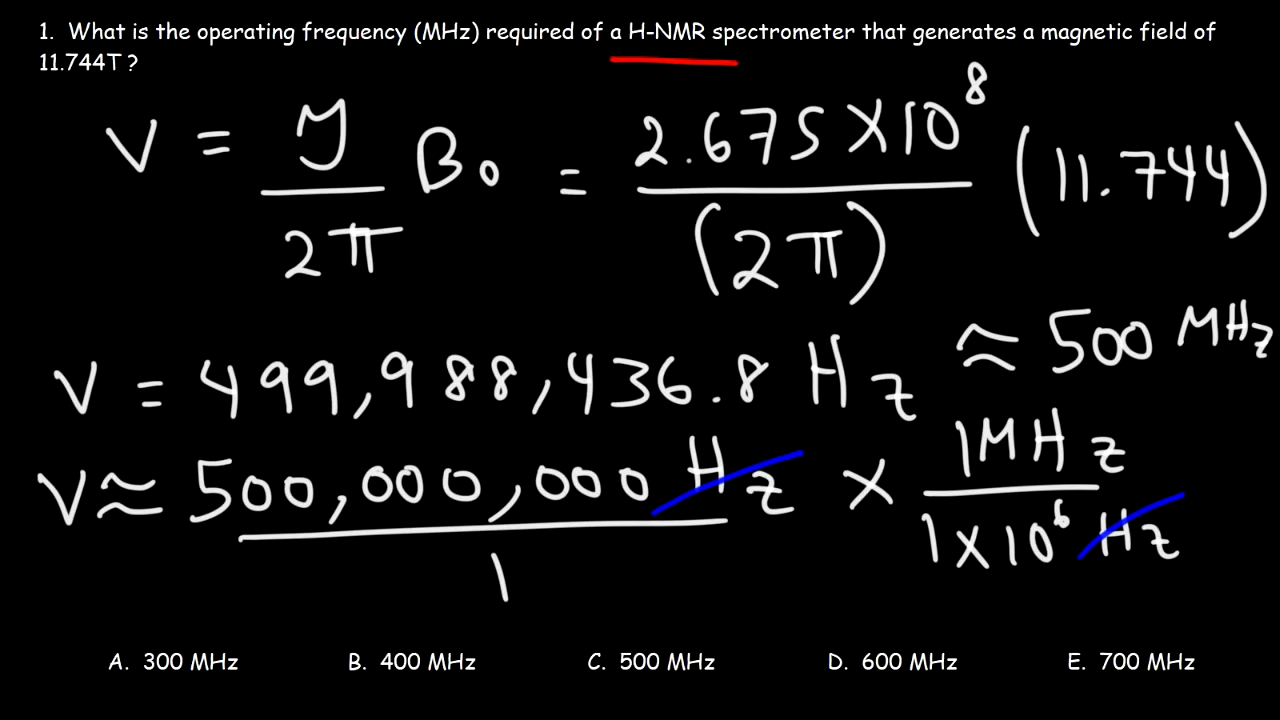 1. What is the operating frequency (MHz) required of a H-NMR spectrometer that generates a magnetic field of
11.744T ?
V = γ/2π B₀ = 2.675 X 10⁸/(2π) (11.744)
V = 499,988,436.8 Hz ≈ 500 MHz
V ≈ 500,000,000 Hz/1 X 1MHz/1 X 10⁶ Hz
A. 300 MHz B. 400 MHz C. 500 MHz D. 600 MHz E. 700 MHz